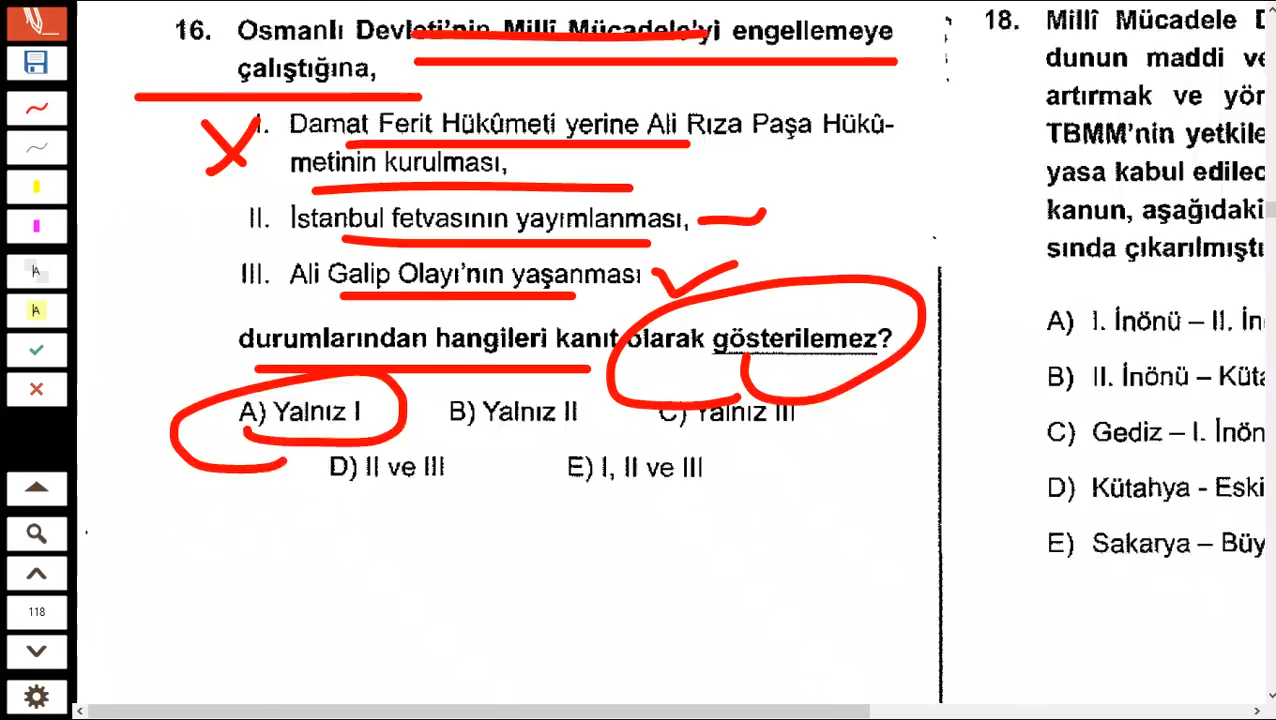 16. Osmanlı Devleti'nin Millî Mücadele'yi engellemeye
çalıştığına,
I. Damat Ferit Hükûmeti yerine Ali Rıza Paşa Hükû-
metinin kurulması,
II. İstanbul fetvasının yayımlanması,
III. Ali Galip Olayı'nın yaşanması
durumlarından hangileri kanıt olarak gösterilemez?
A) Yalnız I B) Yalnız II C) Yalnız III
D) II ve III E) I, II ve III
18. Millî Mücadele D
dunun maddi ve
artırmak ve yör
TBMM'nin yetkile
yasa kabul edilec
kanun, aşağıdaki
sında çıkarılmıştı
A) I. İnönü – II. İn
B) II. İnönü – Küta
C) Gediz – I. İnön
D) Kütahya - Eski
E) Sakarya – Büy
118